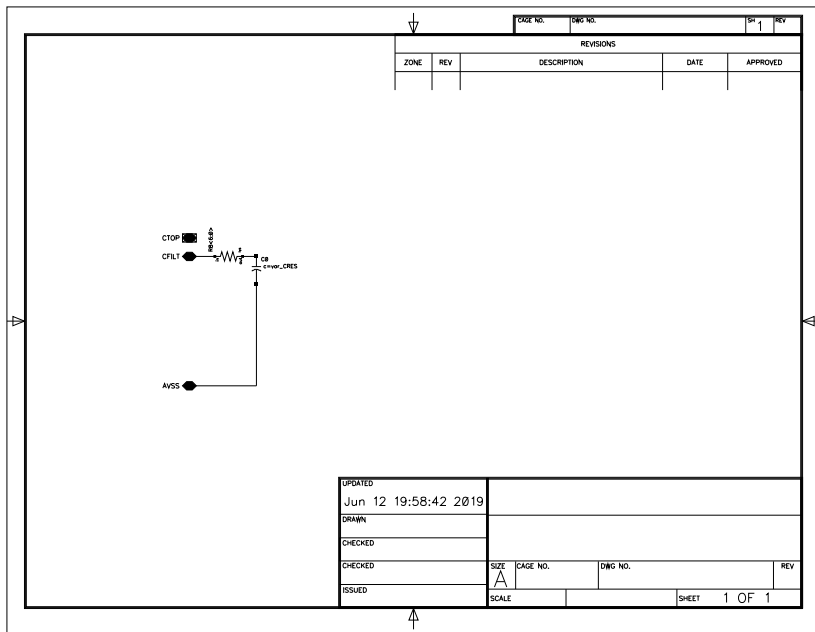 CAGE NO. DWG NO. SH 1 REV
REVISIONS
ZONE REV DESCRIPTION DATE APPROVED
CTOP
CFILT
AVSS
C0
c=var_CRES
UPDATED
Jun 12 19:58:42 2019
DRAWN
CHECKED
CHECKED
ISSUED
SIZE A CAGE NO. DWG NO. REV
SCALE SHEET 1 OF 1